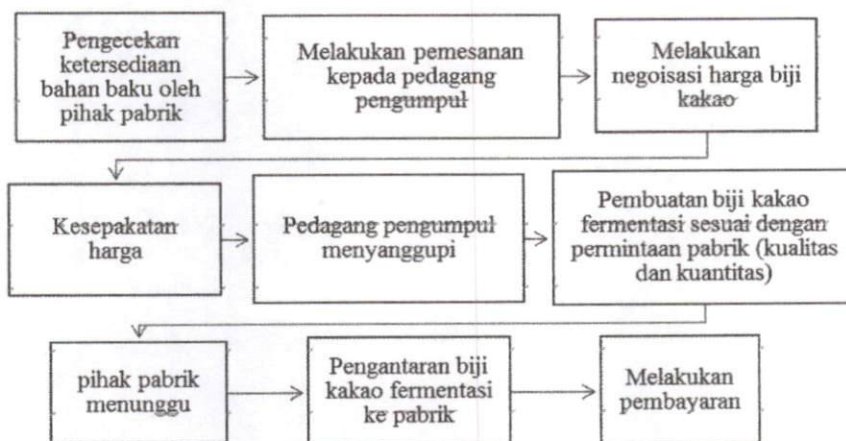 Pengecekan
ketersediaan
bahan baku oleh
pihak pabrik
Melakukan pemesanan
kepada pedagang
pengumpul
Melakukan
negoisasi harga biji
kakao
Kesepakatan
harga
Pedagang pengumpul
menyanggupi
Pembuatan biji kakao
fermentasi sesuai dengan
permintaan pabrik (kualitas
dan kuantitas)
pihak pabrik
menunggu
Pengantaran biji
kakao fermentasi
ke pabrik
Melakukan
pembayaran